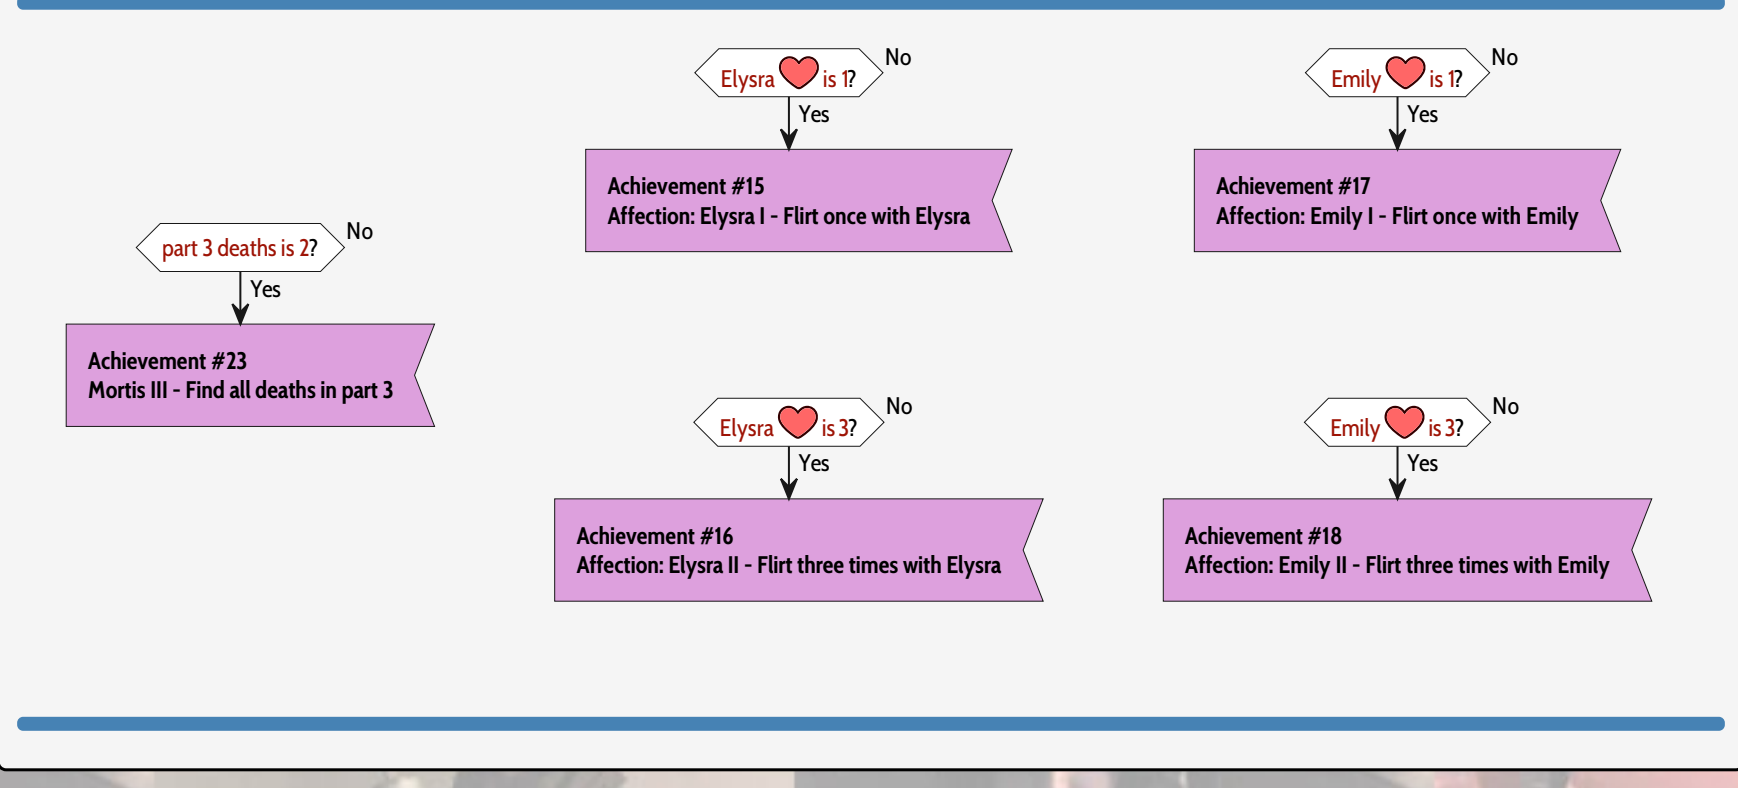 part 3 deaths is 2?
No
Yes
Achievement #23
Mortis III - Find all deaths in part 3
Elysra is 1?
No
Yes
Achievement #15
Affection: Elysra I - Flirt once with Elysra
Elysra is 3?
No
Yes
Achievement #16
Affection: Elysra II - Flirt three times with Elysra
Emily is 1?
No
Yes
Achievement #17
Affection: Emily I - Flirt once with Emily
Emily is 3?
No
Yes
Achievement #18
Affection: Emily II - Flirt three times with Emily